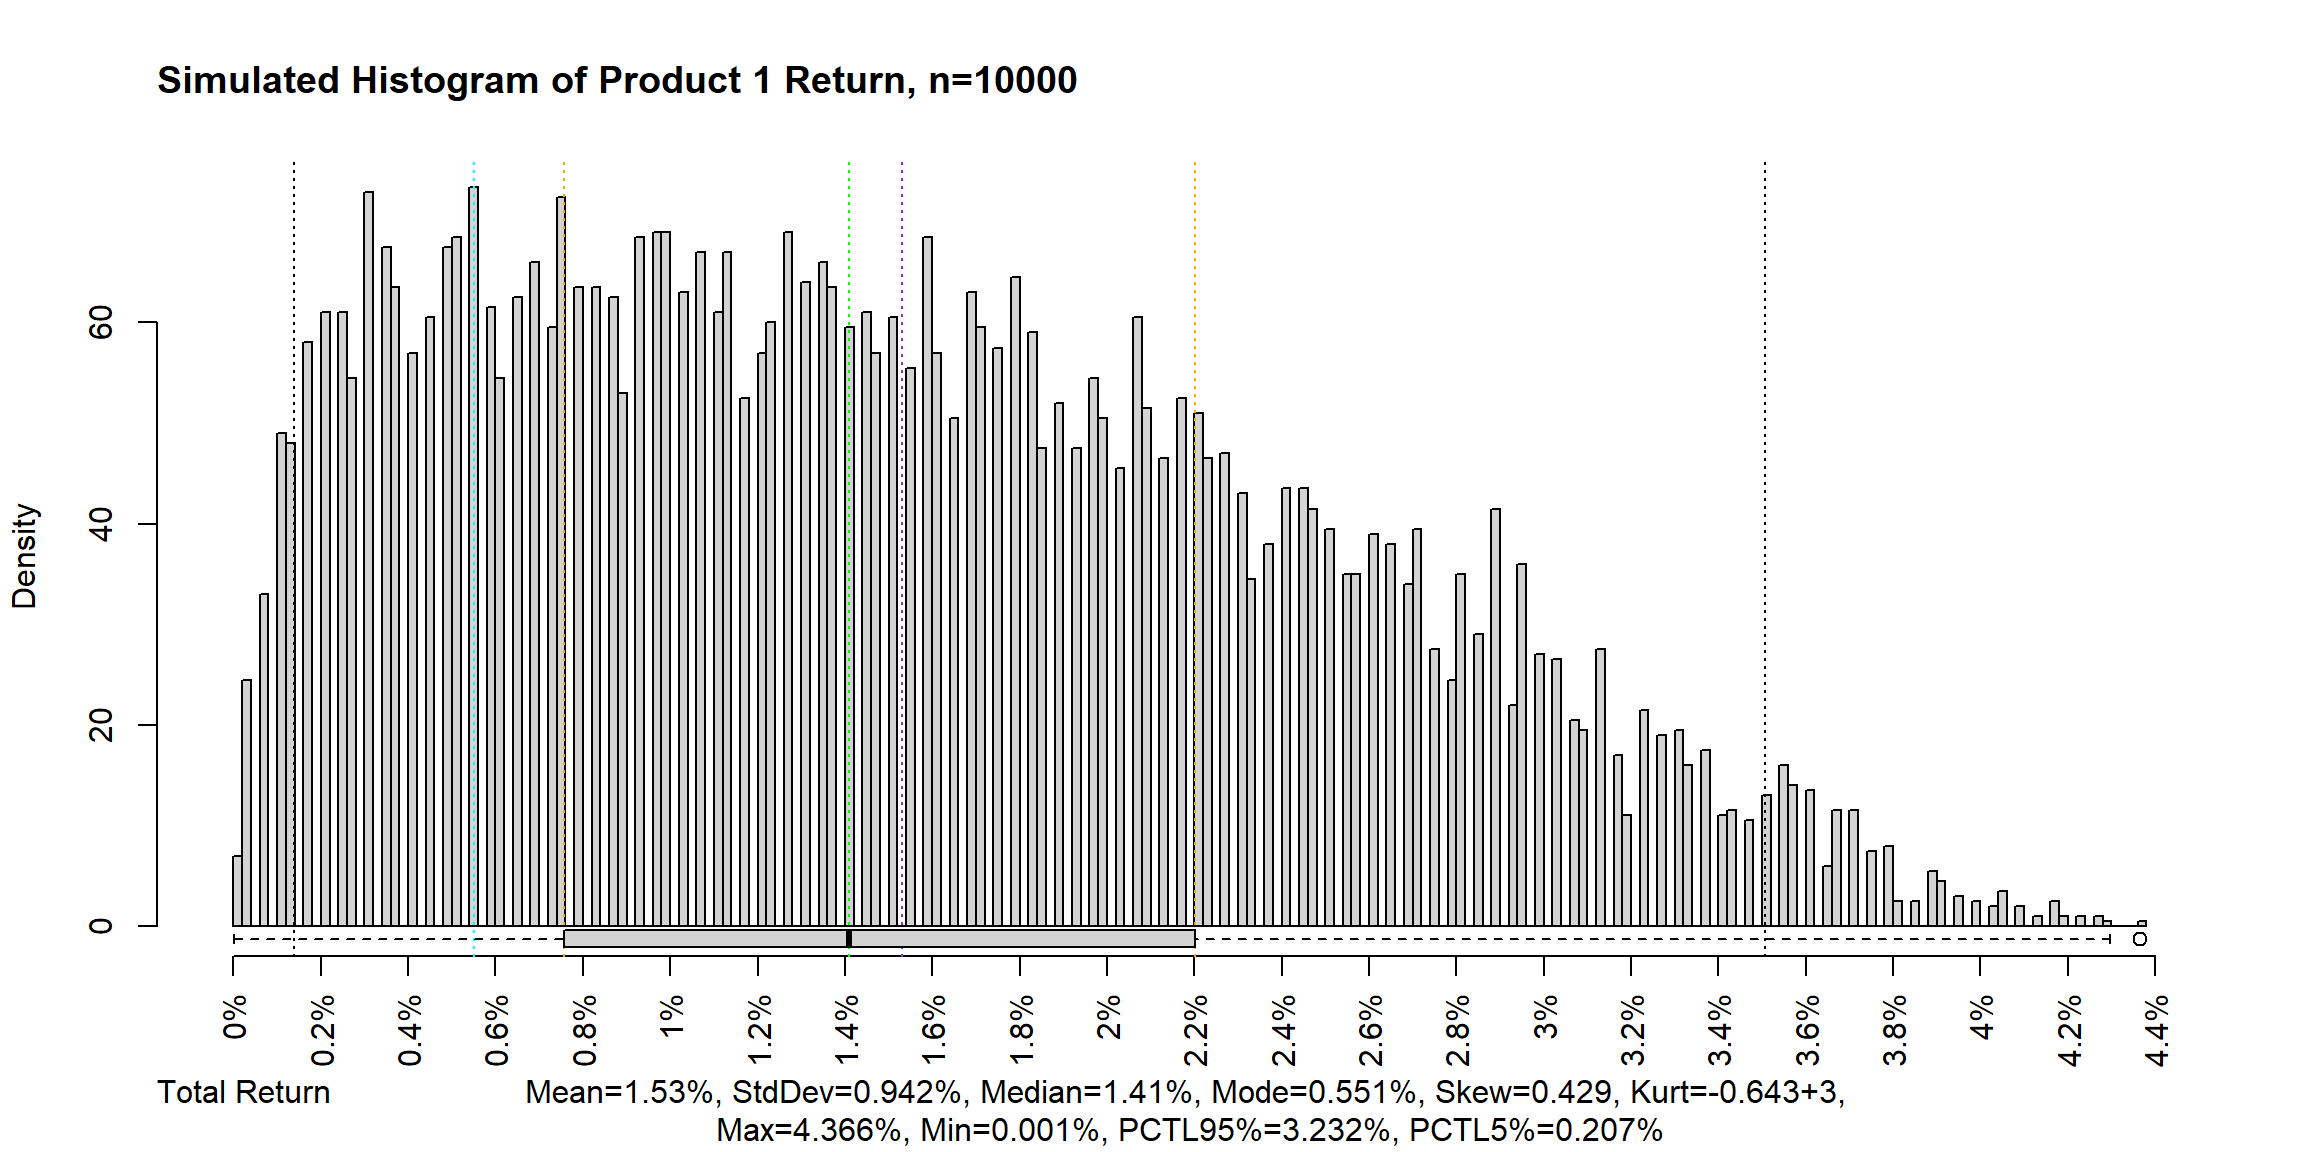 Simulated Histogram of Product 1 Return, n=10000
Density
60
40
20
0
0% 0.2% 0.4% 0.6% 0.8% 1% 1.2% 1.4% 1.6% 1.8% 2% 2.2% 2.4% 2.6% 2.8% 3% 3.2% 3.4% 3.6% 3.8% 4% 4.2% 4.4%
Total Return
Mean=1.53%, StdDev=0.942%, Median=1.41%, Mode=0.551%, Skew=0.429, Kurt=-0.643+3,
Max=4.366%, Min=0.001%, PCTL95%=3.232%, PCTL5%=0.207%